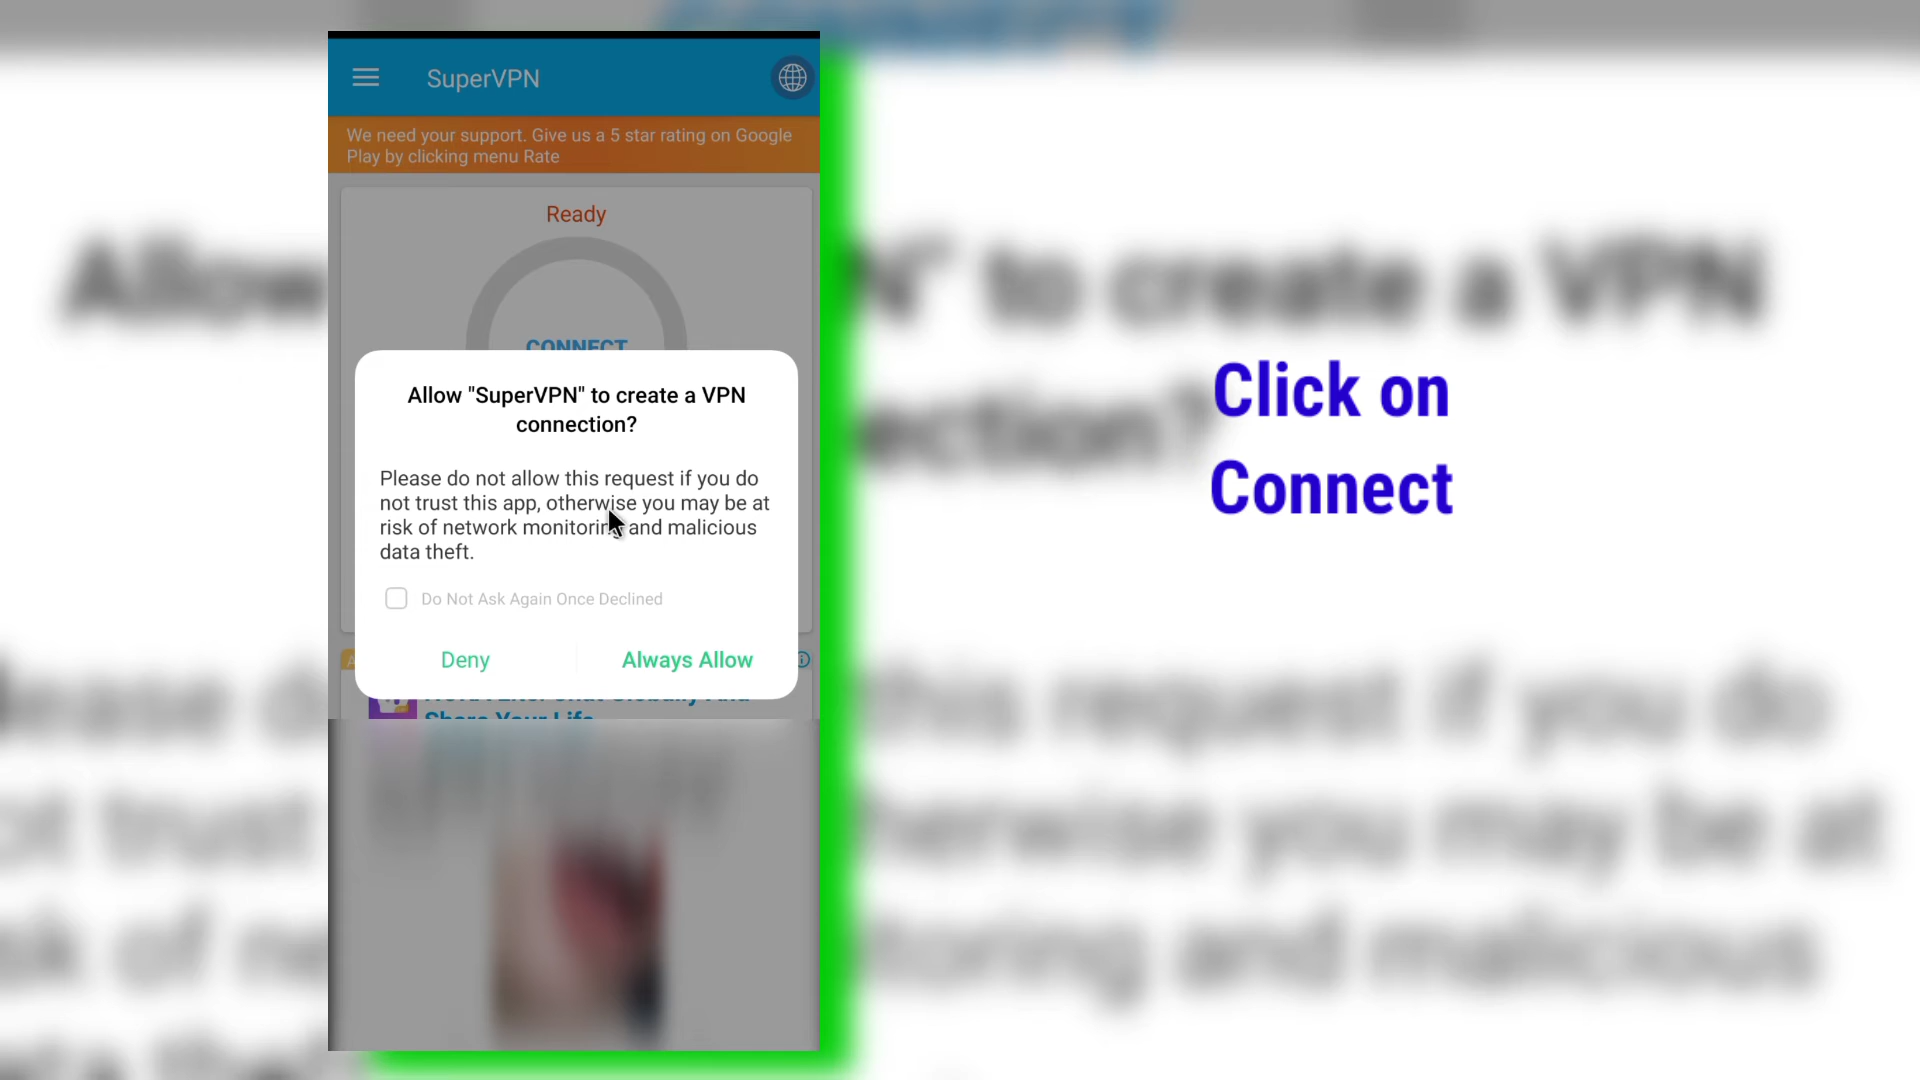 SuperVPN
We need your support. Give us a 5 star rating on Google
Play by clicking menu Rate
Ready
CONNECT
Allow "SuperVPN" to create a VPN
connection?
Please do not allow this request if you do
not trust this app, otherwise you may be at
risk of network monitoring and malicious
data theft.
Do Not Ask Again Once Declined
Deny
Always Allow
Share Your Life
Click on
Connect